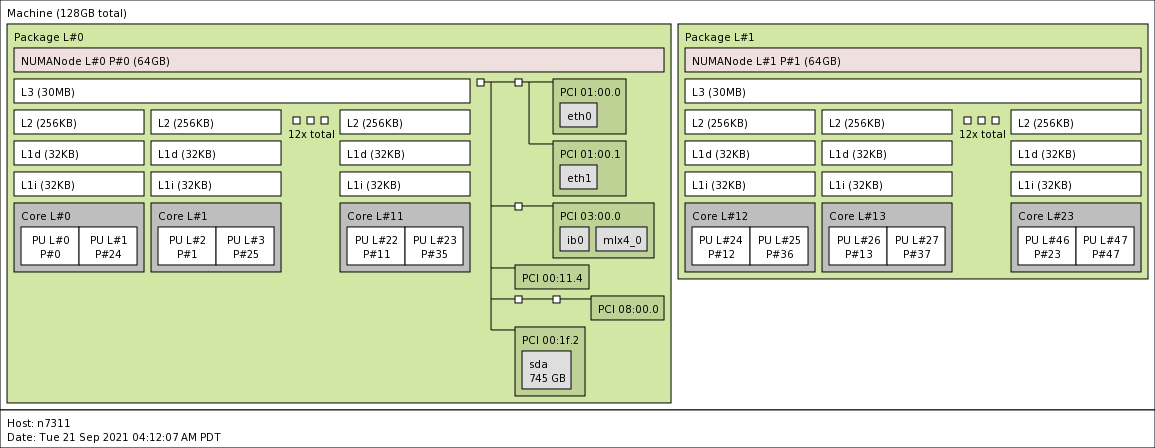 Machine (128GB total)
Package L#0
NUMANode L#0 P#0 (64GB)
L3 (30MB)
L2 (256KB)
L2 (256KB)
12x total
L2 (256KB)
L1d (32KB)
L1d (32KB)
L1d (32KB)
L1i (32KB)
L1i (32KB)
L1i (32KB)
Core L#0
PU L#0
P#0
PU L#1
P#24
Core L#1
PU L#2
P#1
PU L#3
P#25
Core L#11
PU L#22
P#11
PU L#23
P#35
PCI 01:00.0
eth0
PCI 01:00.1
eth1
PCI 03:00.0
ib0
mlx4_0
PCI 00:11.4
PCI 08:00.0
PCI 00:1f.2
sda
745 GB
Package L#1
NUMANode L#1 P#1 (64GB)
L3 (30MB)
L2 (256KB)
L2 (256KB)
12x total
L2 (256KB)
L1d (32KB)
L1d (32KB)
L1d (32KB)
L1i (32KB)
L1i (32KB)
L1i (32KB)
Core L#12
PU L#24
P#12
PU L#25
P#36
Core L#13
PU L#26
P#13
PU L#27
P#37
Core L#23
PU L#46
P#23
PU L#47
P#47
Host: n7311
Date: Tue 21 Sep 2021 04:12:07 AM PDT